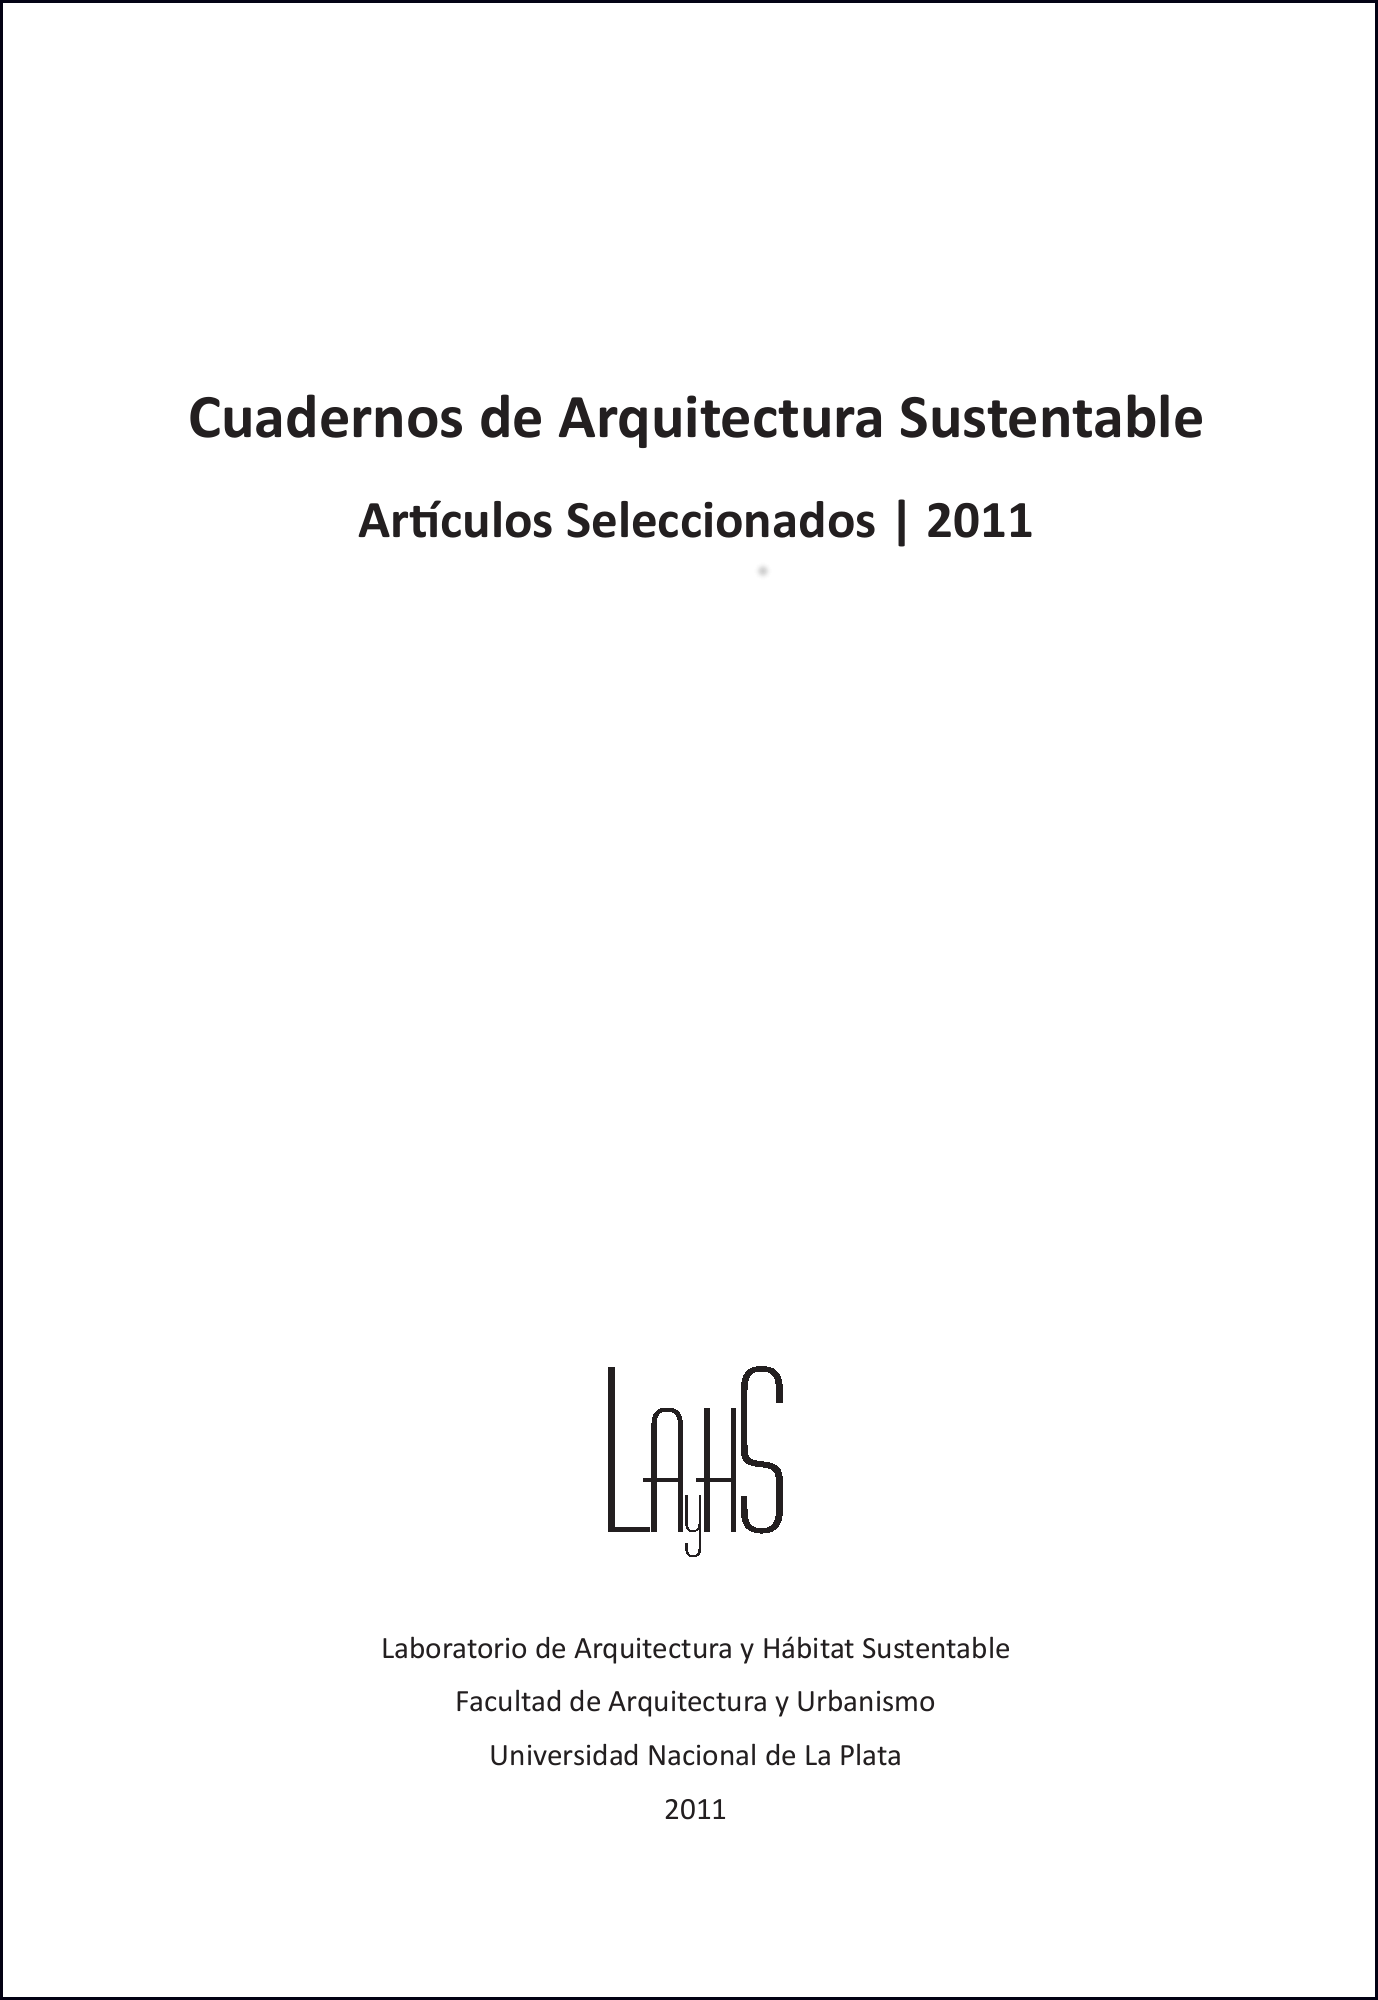 Cuadernos de Arquitectura Sustentable
Artículos Seleccionados | 2011
LAyHS
Laboratorio de Arquitectura y Hábitat Sustentable
Facultad de Arquitectura y Urbanismo
Universidad Nacional de La Plata
2011